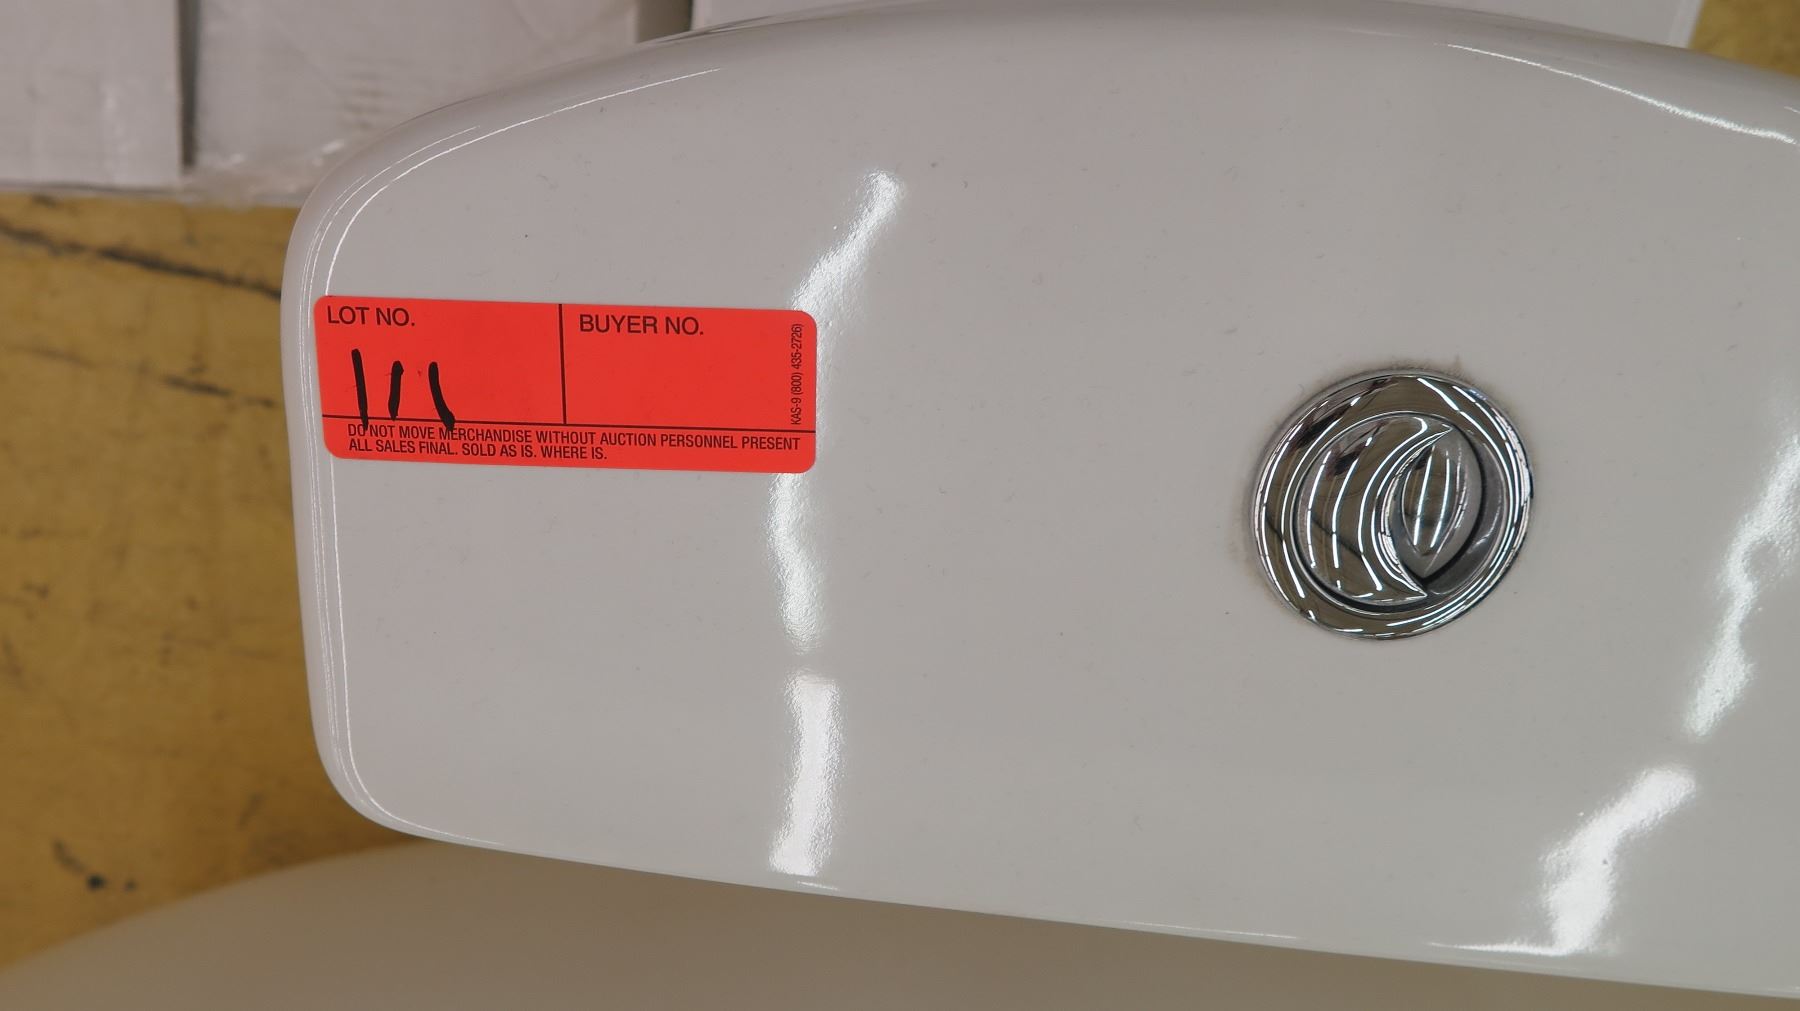 LOT NO.
111
BUYER NO.
KAS-9 (800) 435-2726)
DO NOT MOVE MERCHANDISE WITHOUT AUCTION PERSONNEL PRESENT
ALL SALES FINAL. SOLD AS IS. WHERE IS.